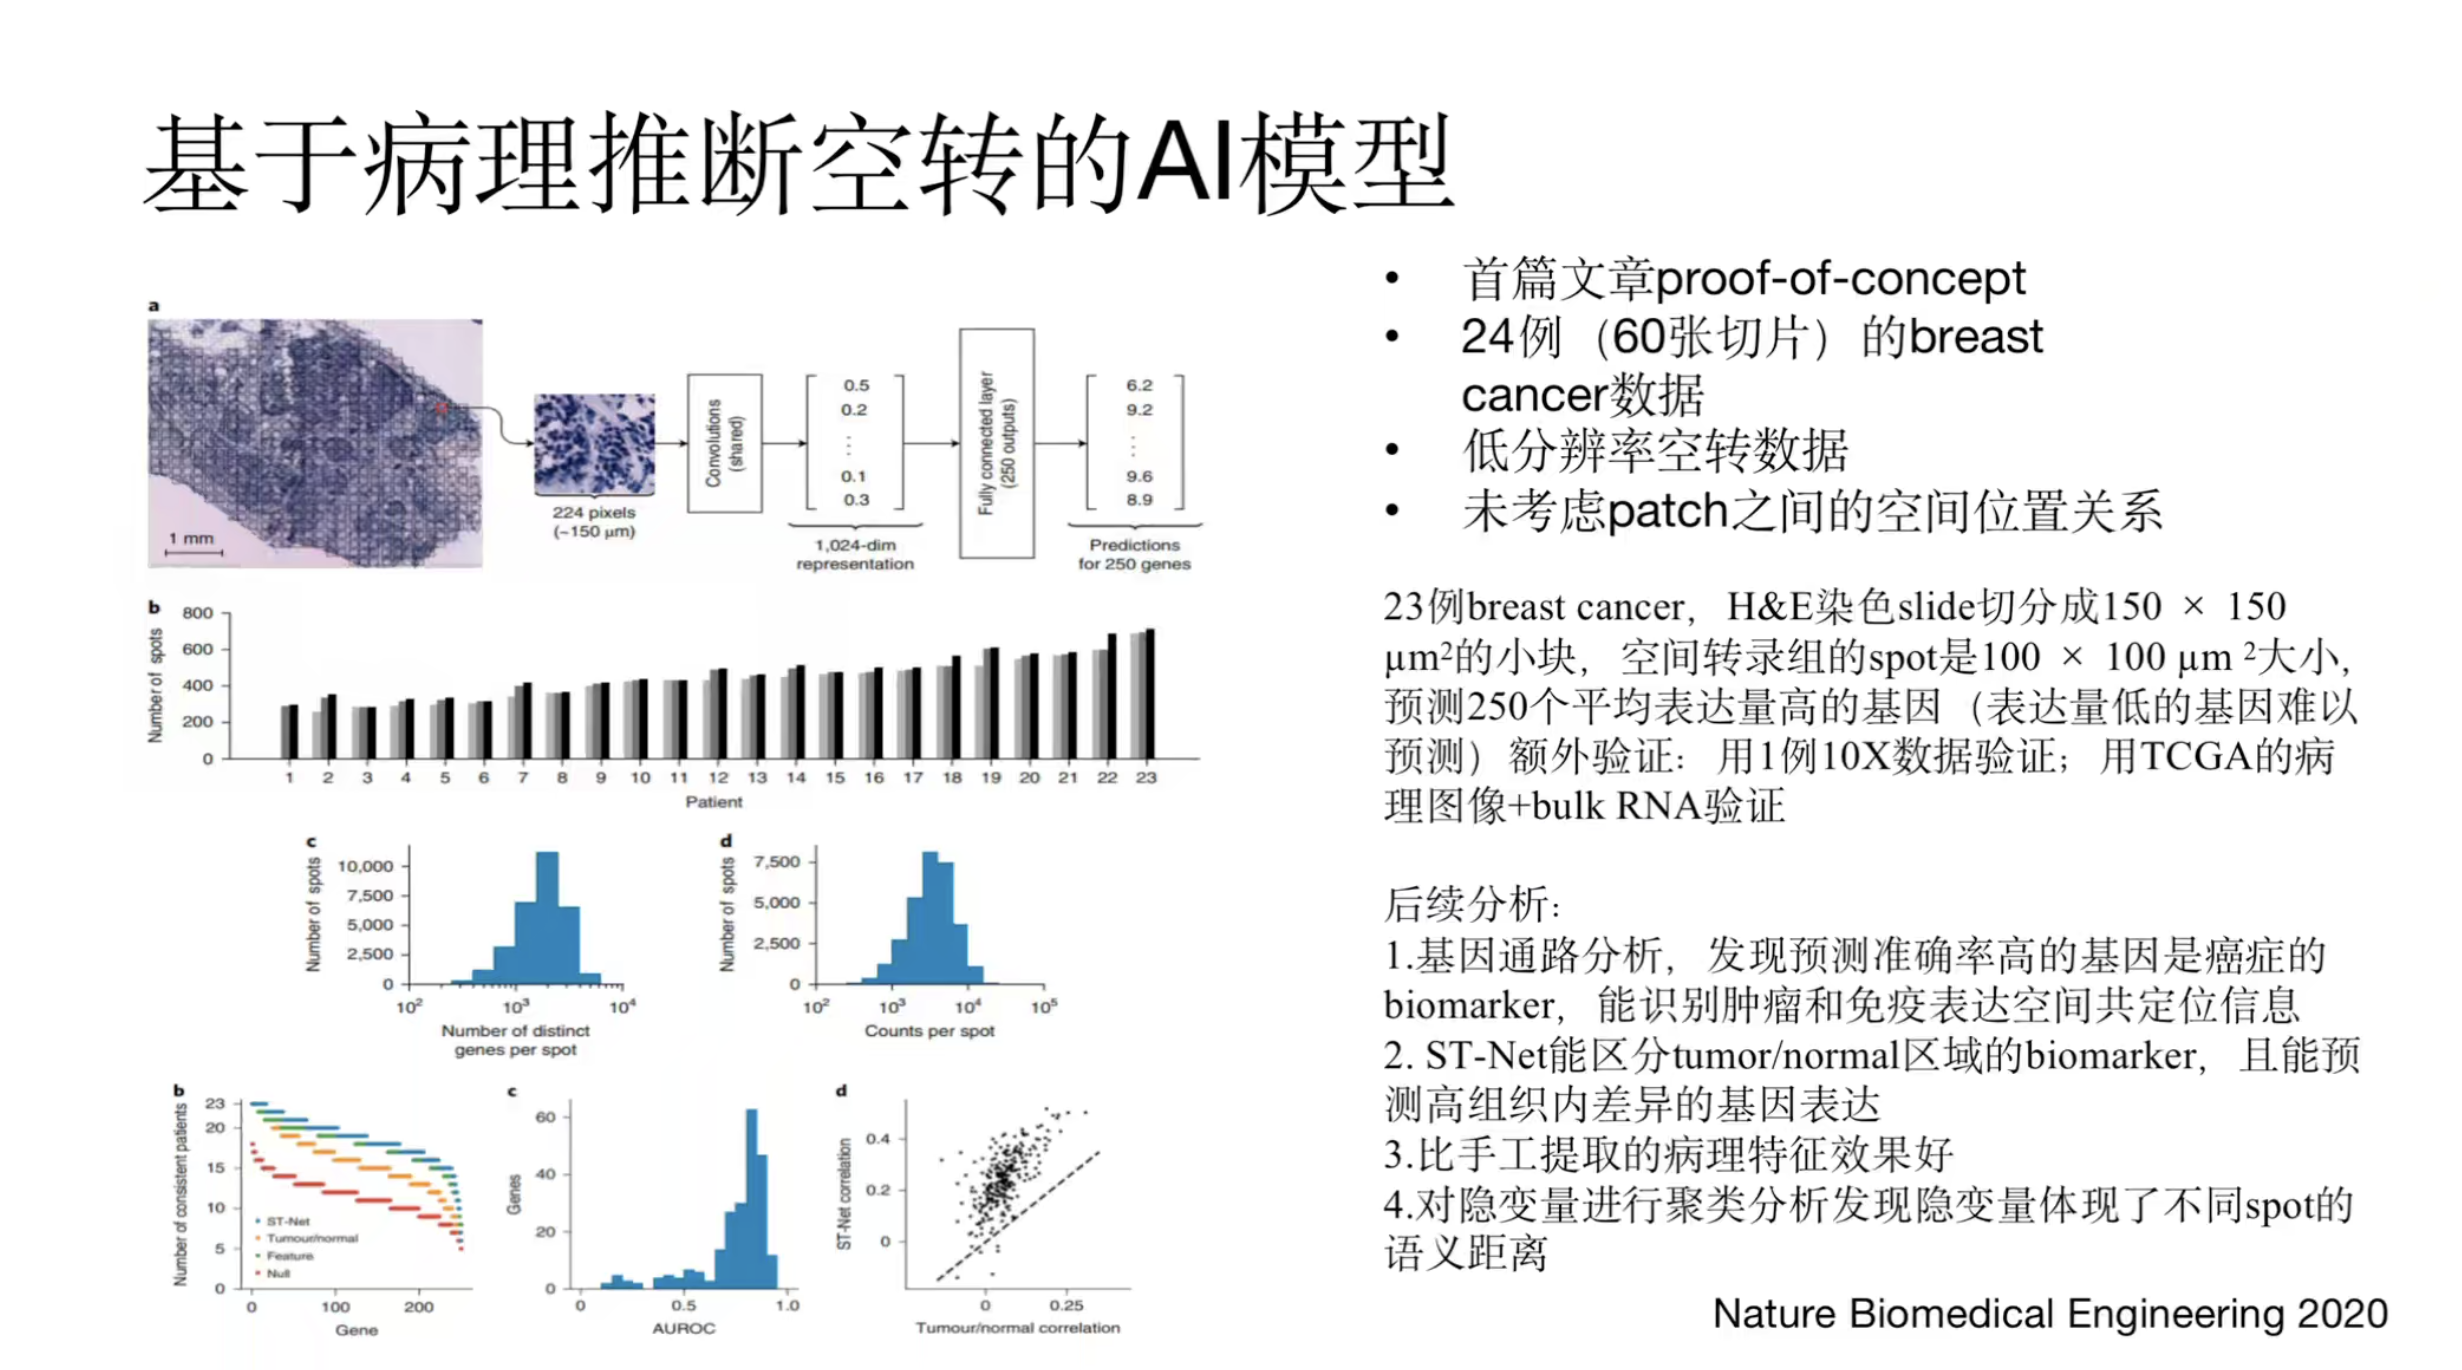 基于病理推断空转的AI模型
a
1 mm
224 pixels
(~150 μm)
Convolutions
(shared)
0.5
0.2
⋮
0.1
0.3
1,024-dim
representation
Fully connected layer
(250 outputs)
6.2
9.2
⋮
9.6
8.9
Predictions
for 250 genes
b
Number of spots
800
600
400
200
0
1 2 3 4 5 6 7 8 9 10 11 12 13 14 15 16 17 18 19 20 21 22 23
Patient
c
Number of spots
10,000
7,500
5,000
2,500
0
10² 10³ 10⁴
Number of distinct
genes per spot
d
Number of spots
7,500
5,000
2,500
0
10² 10³ 10⁴ 10⁵
Counts per spot
b
Number of consistent patients
23
20
15
10
5
0
ST-Net
Tumour/normal
Feature
Null
0 100 200
Gene
c
Genes
60
40
20
0
0 0.5 1.0
AUROC
d
ST-Net correlation
0.4
0.2
0
0 0.25
Tumour/normal correlation
• 首篇文章proof-of-concept
• 24例（60张切片）的breast
cancer数据
• 低分辨率空转数据
• 未考虑patch之间的空间位置关系
23例breast cancer，H&E染色slide切分成150 × 150
μm²的小块，空间转录组的spot是100 × 100 μm ²大小，
预测250个平均表达量高的基因（表达量低的基因难以
预测）额外验证：用1例10X数据验证；用TCGA的病
理图像+bulk RNA验证
后续分析：
1.基因通路分析，发现预测准确率高的基因是癌症的
biomarker，能识别肿瘤和免疫表达空间共定位信息
2. ST-Net能区分tumor/normal区域的biomarker，且能预
测高组织内差异的基因表达
3.比手工提取的病理特征效果好
4.对隐变量进行聚类分析发现隐变量体现了不同spot的
语义距离
Nature Biomedical Engineering 2020